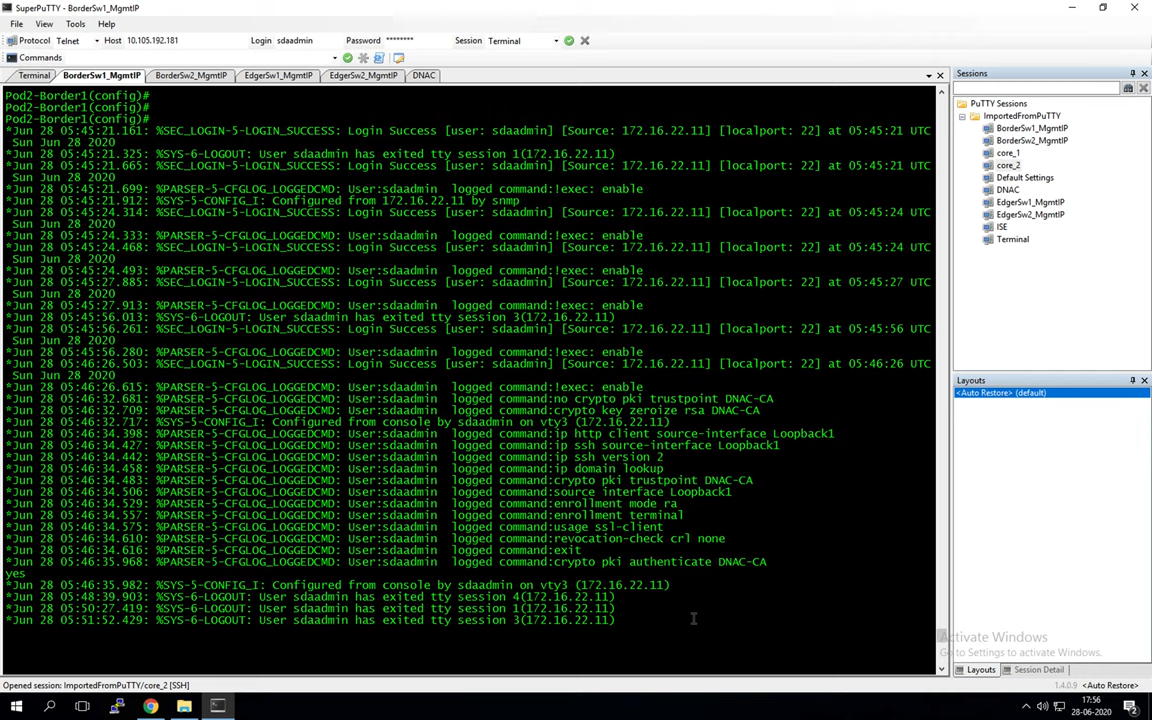 SuperPuTTY - BorderSw1_MgmtIP
File View Tools Help
Protocol Telnet Host 10.105.192.181 Login sdaadmin Password ******** Session Terminal
Commands
Terminal BorderSw1_MgmtIP BorderSw2_MgmtIP EdgerSw1_MgmtIP EdgerSw2_MgmtIP DNAC
Pod2-Border1(config)#
Pod2-Border1(config)#
Pod2-Border1(config)#
*Jun 28 05:45:21.161: %SEC_LOGIN-5-LOGIN_SUCCESS: Login Success [user: sdaadmin] [Source: 172.16.22.11] [localport: 22] at 05:45:21 UTC
Sun Jun 28 2020
*Jun 28 05:45:21.325: %SYS-6-LOGOUT: User sdaadmin has exited tty session 1(172.16.22.11)
*Jun 28 05:45:21.665: %SEC_LOGIN-5-LOGIN_SUCCESS: Login Success [user: sdaadmin] [Source: 172.16.22.11] [localport: 22] at 05:45:21 UTC
Sun Jun 28 2020
*Jun 28 05:45:21.699: %PARSER-5-CFGLOG_LOGGEDCMD: User:sdaadmin  logged command:!exec: enable
*Jun 28 05:45:21.912: %SYS-5-CONFIG_I: Configured from 172.16.22.11 by snmp
*Jun 28 05:45:24.314: %SEC_LOGIN-5-LOGIN_SUCCESS: Login Success [user: sdaadmin] [Source: 172.16.22.11] [localport: 22] at 05:45:24 UTC
Sun Jun 28 2020
*Jun 28 05:45:24.333: %PARSER-5-CFGLOG_LOGGEDCMD: User:sdaadmin  logged command:!exec: enable
*Jun 28 05:45:24.468: %SEC_LOGIN-5-LOGIN_SUCCESS: Login Success [user: sdaadmin] [Source: 172.16.22.11] [localport: 22] at 05:45:24 UTC
Sun Jun 28 2020
*Jun 28 05:45:24.493: %PARSER-5-CFGLOG_LOGGEDCMD: User:sdaadmin  logged command:!exec: enable
*Jun 28 05:45:27.885: %SEC_LOGIN-5-LOGIN_SUCCESS: Login Success [user: sdaadmin] [Source: 172.16.22.11] [localport: 22] at 05:45:27 UTC
Sun Jun 28 2020
*Jun 28 05:45:27.913: %PARSER-5-CFGLOG_LOGGEDCMD: User:sdaadmin  logged command:!exec: enable
*Jun 28 05:45:56.013: %SYS-6-LOGOUT: User sdaadmin has exited tty session 3(172.16.22.11)
*Jun 28 05:45:56.261: %SEC_LOGIN-5-LOGIN_SUCCESS: Login Success [user: sdaadmin] [Source: 172.16.22.11] [localport: 22] at 05:45:56 UTC
Sun Jun 28 2020
*Jun 28 05:45:56.280: %PARSER-5-CFGLOG_LOGGEDCMD: User:sdaadmin  logged command:!exec: enable
*Jun 28 05:46:26.503: %SEC_LOGIN-5-LOGIN_SUCCESS: Login Success [user: sdaadmin] [Source: 172.16.22.11] [localport: 22] at 05:46:26 UTC
Sun Jun 28 2020
*Jun 28 05:46:26.615: %PARSER-5-CFGLOG_LOGGEDCMD: User:sdaadmin  logged command:!exec: enable
*Jun 28 05:46:32.681: %PARSER-5-CFGLOG_LOGGEDCMD: User:sdaadmin  logged command:no crypto pki trustpoint DNAC-CA
*Jun 28 05:46:32.709: %PARSER-5-CFGLOG_LOGGEDCMD: User:sdaadmin  logged command:crypto key zeroize rsa DNAC-CA
*Jun 28 05:46:32.717: %SYS-5-CONFIG_I: Configured from console by sdaadmin on vty3 (172.16.22.11)
*Jun 28 05:46:34.398: %PARSER-5-CFGLOG_LOGGEDCMD: User:sdaadmin  logged command:ip http client source-interface Loopback1
*Jun 28 05:46:34.427: %PARSER-5-CFGLOG_LOGGEDCMD: User:sdaadmin  logged command:ip ssh source-interface Loopback1
*Jun 28 05:46:34.442: %PARSER-5-CFGLOG_LOGGEDCMD: User:sdaadmin  logged command:ip ssh version 2
*Jun 28 05:46:34.458: %PARSER-5-CFGLOG_LOGGEDCMD: User:sdaadmin  logged command:ip domain lookup
*Jun 28 05:46:34.483: %PARSER-5-CFGLOG_LOGGEDCMD: User:sdaadmin  logged command:crypto pki trustpoint DNAC-CA
*Jun 28 05:46:34.506: %PARSER-5-CFGLOG_LOGGEDCMD: User:sdaadmin  logged command:source interface Loopback1
*Jun 28 05:46:34.529: %PARSER-5-CFGLOG_LOGGEDCMD: User:sdaadmin  logged command:enrollment mode ra
*Jun 28 05:46:34.557: %PARSER-5-CFGLOG_LOGGEDCMD: User:sdaadmin  logged command:enrollment terminal
*Jun 28 05:46:34.575: %PARSER-5-CFGLOG_LOGGEDCMD: User:sdaadmin  logged command:usage ssl-client
*Jun 28 05:46:34.610: %PARSER-5-CFGLOG_LOGGEDCMD: User:sdaadmin  logged command:revocation-check crl none
*Jun 28 05:46:34.616: %PARSER-5-CFGLOG_LOGGEDCMD: User:sdaadmin  logged command:exit
*Jun 28 05:46:35.968: %PARSER-5-CFGLOG_LOGGEDCMD: User:sdaadmin  logged command:crypto pki authenticate DNAC-CA
yes
*Jun 28 05:46:35.982: %SYS-5-CONFIG_I: Configured from console by sdaadmin on vty3 (172.16.22.11)
*Jun 28 05:48:39.903: %SYS-6-LOGOUT: User sdaadmin has exited tty session 4(172.16.22.11)
*Jun 28 05:50:27.419: %SYS-6-LOGOUT: User sdaadmin has exited tty session 1(172.16.22.11)
*Jun 28 05:51:52.429: %SYS-6-LOGOUT: User sdaadmin has exited tty session 3(172.16.22.11)
Sessions
PuTTY Sessions
ImportedFromPuTTY
BorderSw1_MgmtIP
BorderSw2_MgmtIP
core_1
core_2
Default Settings
DNAC
EdgerSw1_MgmtIP
EdgerSw2_MgmtIP
ISE
Terminal
Layouts
<Auto Restore> (default)
Activate Windows
Go to Settings to activate Windows.
Layouts Session Detail
Opened session: ImportedFromPuTTY/core_2 [SSH]
1.4.0.9 <Auto Restore>
17:56
28-06-2020
2